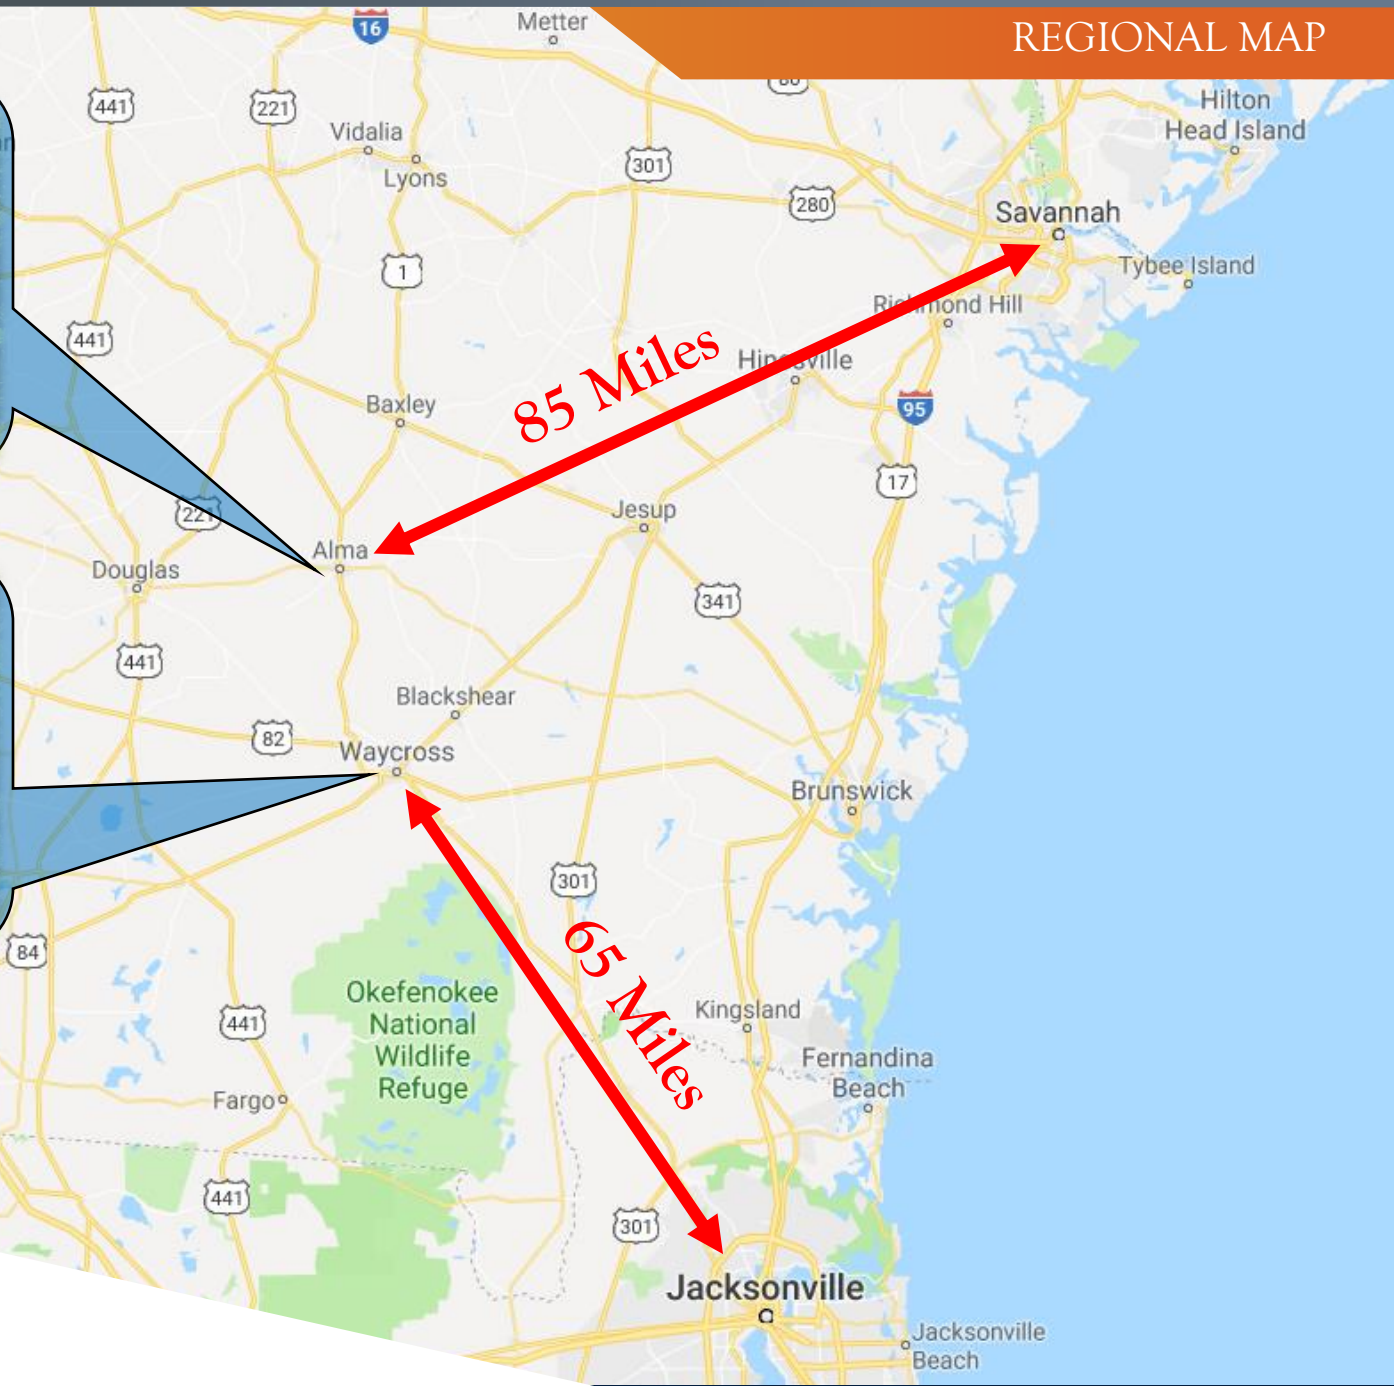 REGIONAL MAP
16
Metter
80
441
221
Vidalia
Lyons
301
280
Hilton
Head Island
Savannah
Tybee Island
1
441
Richmond Hill
85 Miles
Hinesville
Baxley
95
17
221
Jesup
Alma
Douglas
341
441
Blackshear
82
Waycross
Brunswick
301
84
65 Miles
Okefenokee
National
Wildlife
Refuge
441
Kingsland
Fernandina
Beach
Fargo
441
301
Jacksonville
Jacksonville
Beach